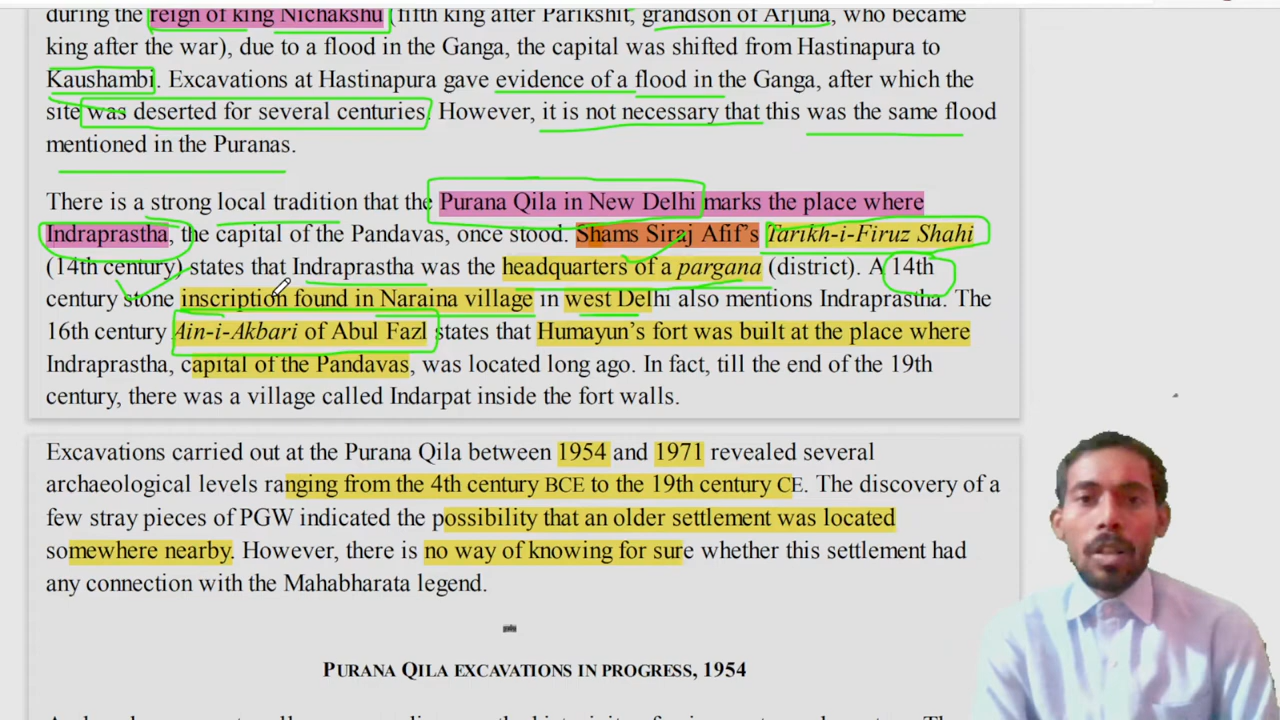 during the reign of king Nichakshu (fifth king after Parikshit, grandson of Arjuna, who became
king after the war), due to a flood in the Ganga, the capital was shifted from Hastinapura to
Kaushambi. Excavations at Hastinapura gave evidence of a flood in the Ganga, after which the
site was deserted for several centuries. However, it is not necessary that this was the same flood
mentioned in the Puranas.
There is a strong local tradition that the Purana Qila in New Delhi marks the place where
Indraprastha, the capital of the Pandavas, once stood. Shams Siraj Afif's Tarikh-i-Firuz Shahi
(14th century) states that Indraprastha was the headquarters of a pargana (district). A 14th
century stone inscription found in Naraina village in west Delhi also mentions Indraprastha. The
16th century Ain-i-Akbari of Abul Fazl states that Humayun's fort was built at the place where
Indraprastha, capital of the Pandavas, was located long ago. In fact, till the end of the 19th
century, there was a village called Indarpat inside the fort walls.
Excavations carried out at the Purana Qila between 1954 and 1971 revealed several
archaeological levels ranging from the 4th century BCE to the 19th century CE. The discovery of a
few stray pieces of PGW indicated the possibility that an older settlement was located
somewhere nearby. However, there is no way of knowing for sure whether this settlement had
any connection with the Mahabharata legend.
PURANA QILA EXCAVATIONS IN PROGRESS, 1954